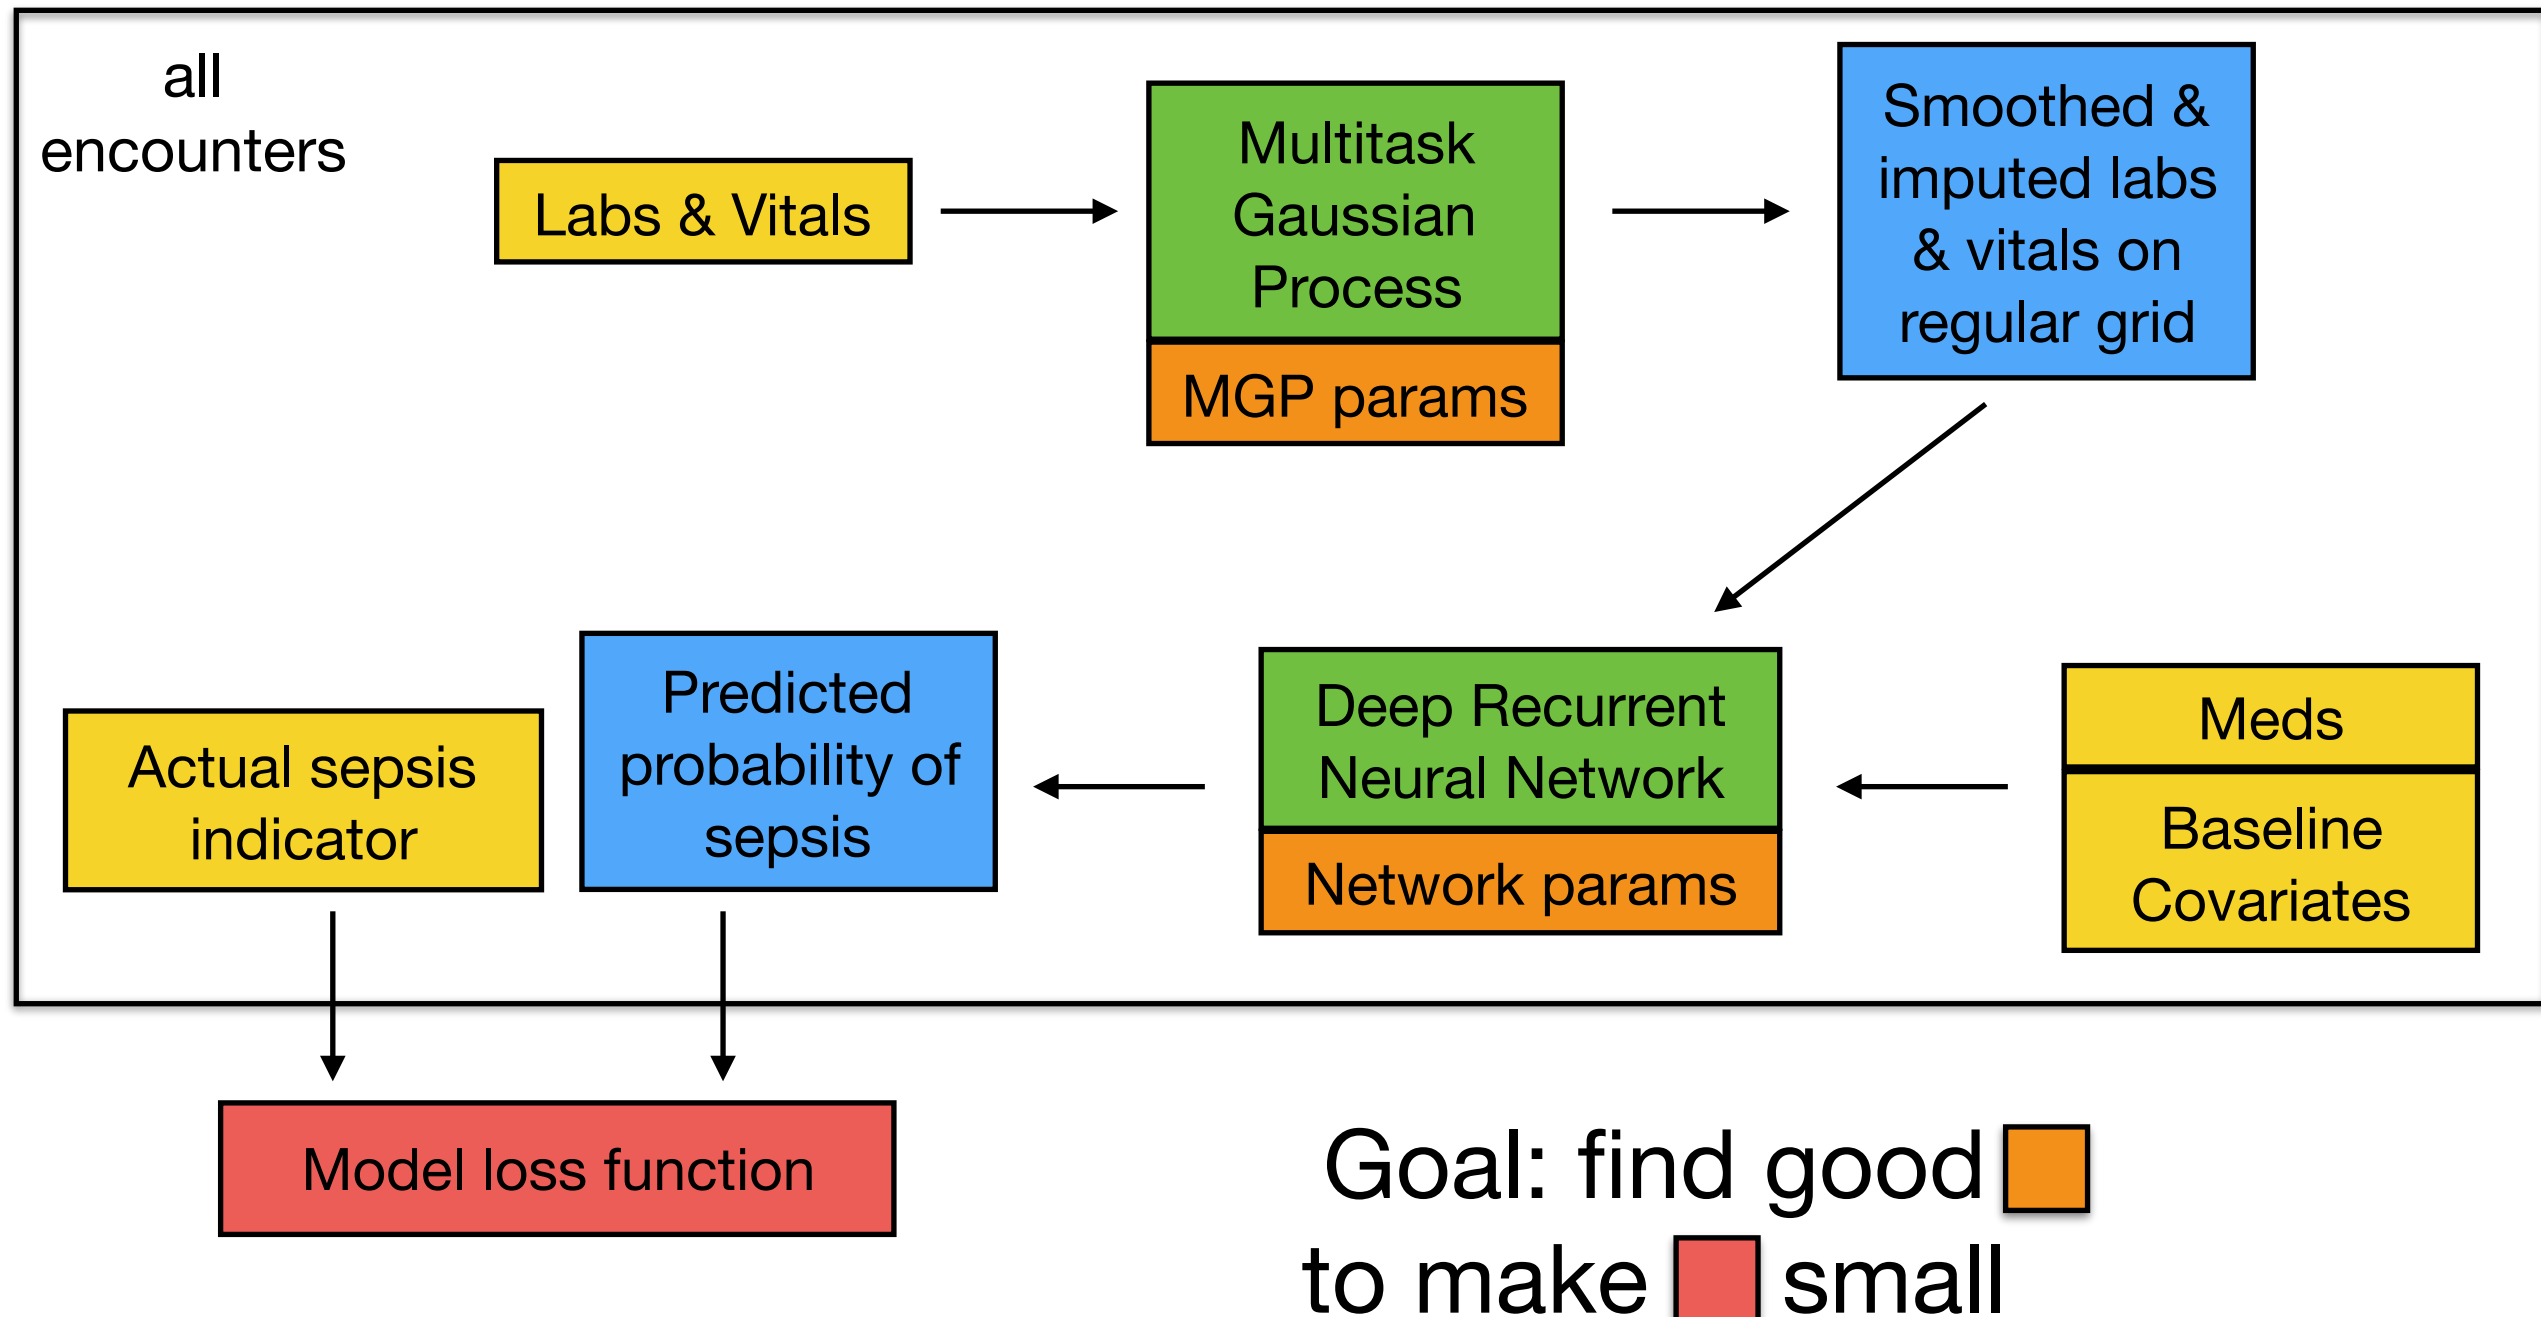 all
encounters
Labs & Vitals
Multitask
Gaussian
Process
MGP params
Smoothed &
imputed labs
& vitals on
regular grid
Actual sepsis
indicator
Predicted
probability of
sepsis
Deep Recurrent
Neural Network
Network params
Meds
Baseline
Covariates
Model loss function
Goal: find good
to make small